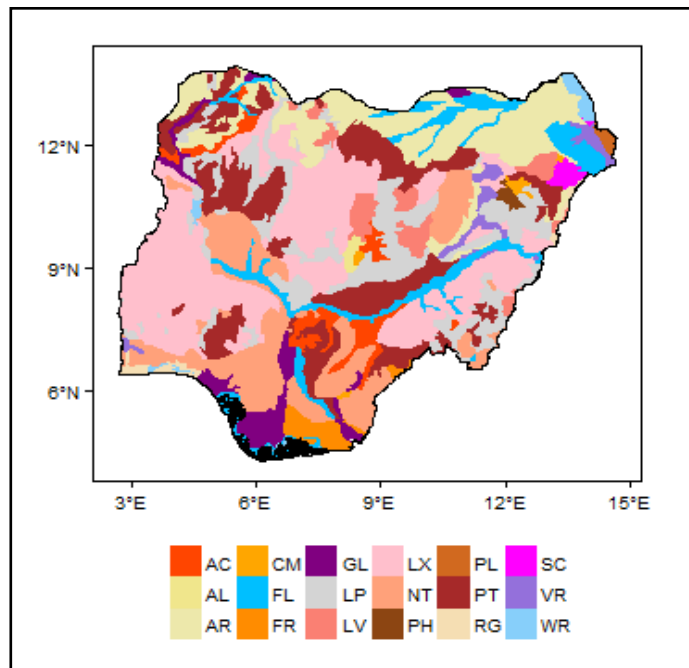 12°N
9°N
6°N
3°E 6°E 9°E 12°E 15°E
AC CM GL LX PL SC
AL FL LP NT PT VR
AR FR LV PH RG WR